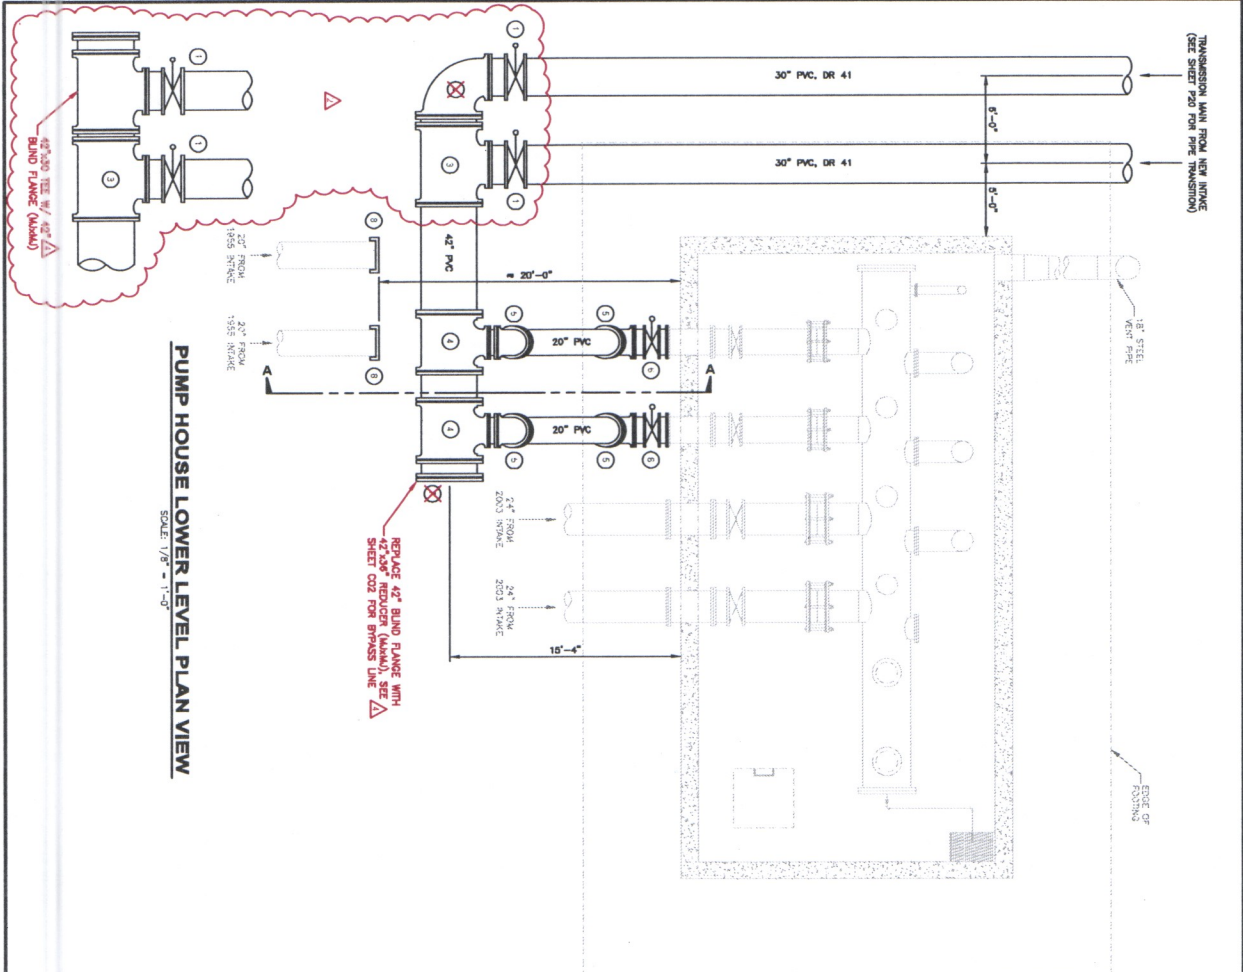 TRANSMISSION MAIN FROM NEW INTAKE
(SEE SHEET P20 FOR PIPE TRANSITION)
30" PVC, DR 41
30" PVC, DR 41
5'-0"
5'-0"
18" STEEL
VENT PIPE
EDGE OF
FOOTING
1
1
3
42" PVC
≈ 20'-0"
4
4
5
20" PVC
5
6
5
20" PVC
5
6
A
A
24" FROM
2003 INTAKE
24" FROM
2003 INTAKE
15'-4"
8
8
20" FROM
1955 INTAKE
20" FROM
1955 INTAKE
REPLACE 42" BLIND FLANGE WITH
42"x36" REDUCER (MJxMJ), SEE
SHEET C02 FOR BYPASS LINE
1
1
3
42"x30 TEE W/ 42"
BLIND FLANGE (MJxMJ)
PUMP HOUSE LOWER LEVEL PLAN VIEW
SCALE: 1/8" = 1'-0"